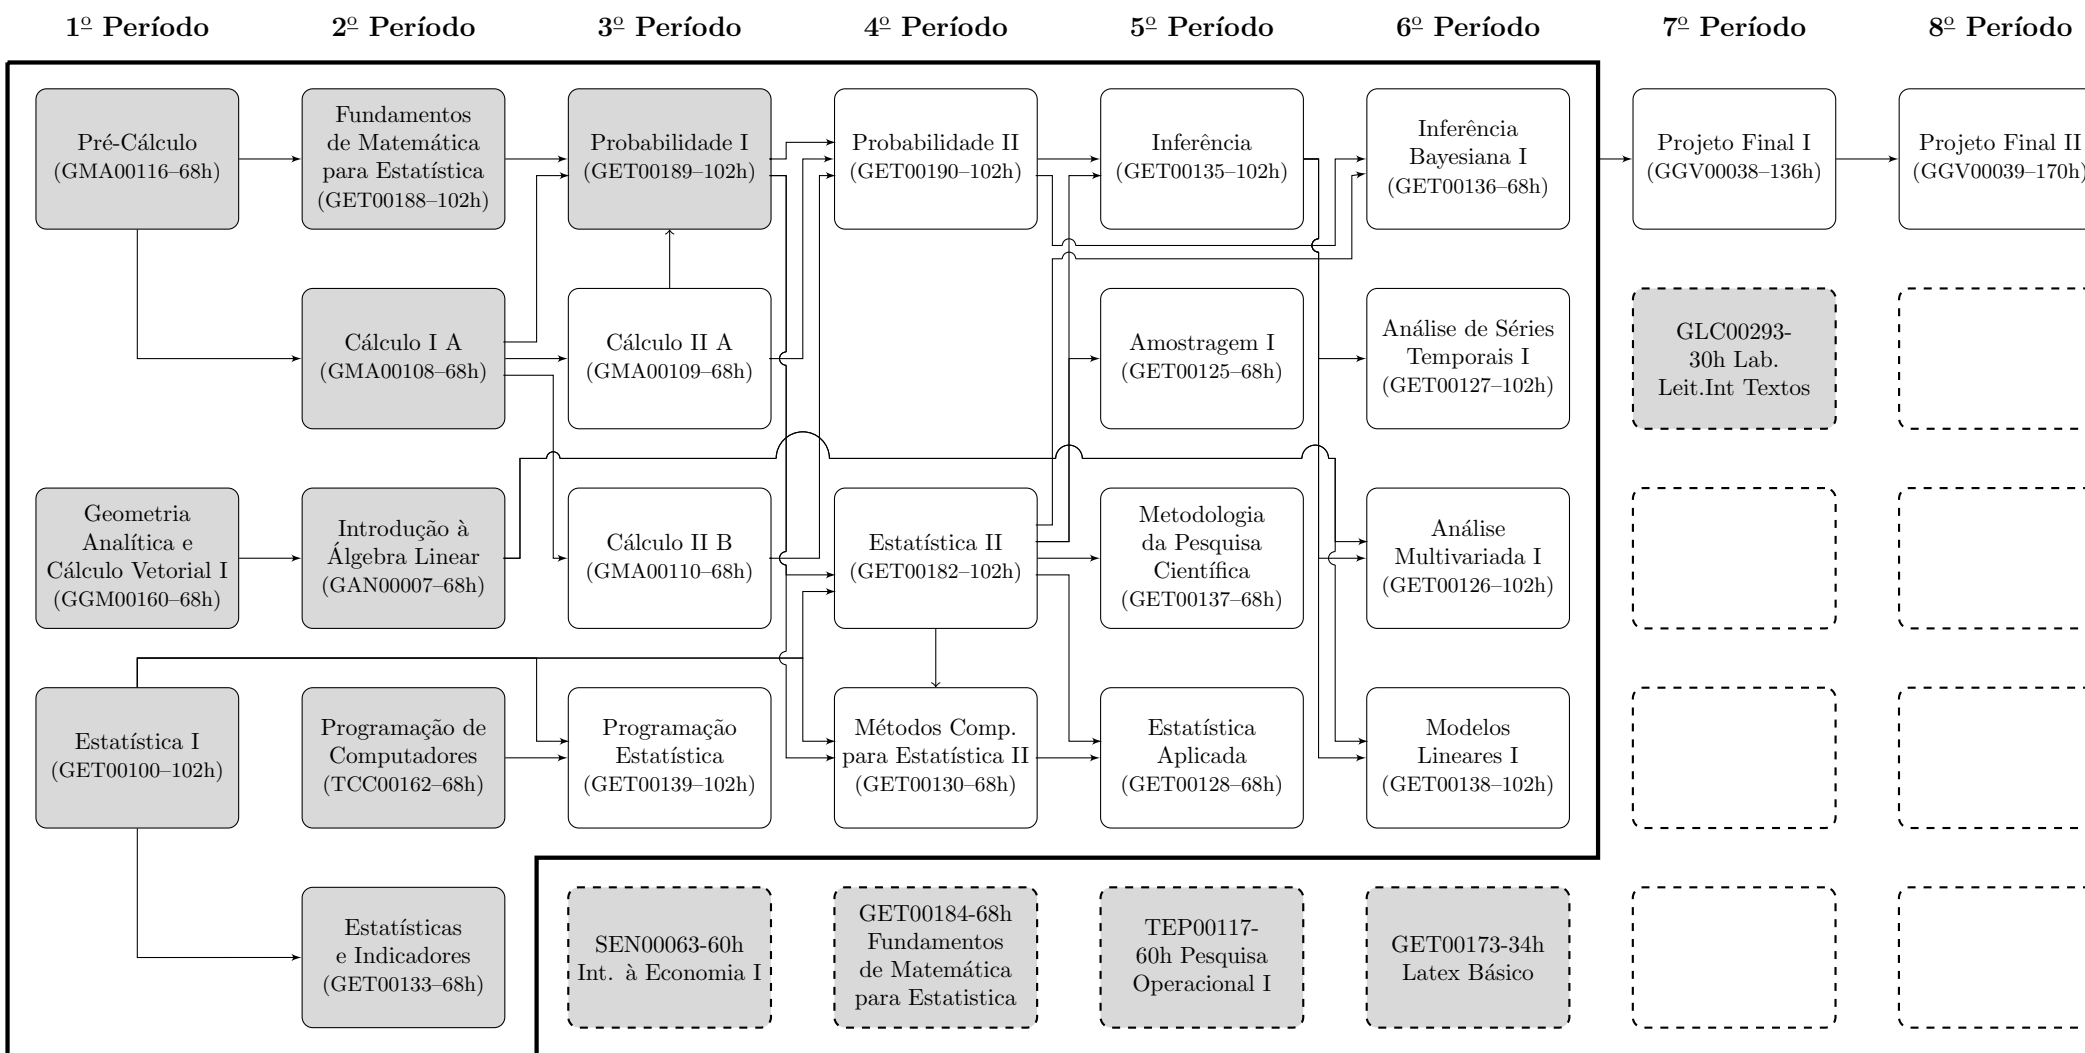 1º Período
2º Período
3º Período
4º Período
5º Período
6º Período
7º Período
8º Período
Pré-Cálculo
(GMA00116–68h)
Fundamentos
de Matemática
para Estatística
(GET00188–102h)
Probabilidade I
(GET00189–102h)
Probabilidade II
(GET00190–102h)
Inferência
(GET00135–102h)
Inferência
Bayesiana I
(GET00136–68h)
Projeto Final I
(GGV00038–136h)
Projeto Final II
(GGV00039–170h)
Cálculo I A
(GMA00108–68h)
Cálculo II A
(GMA00109–68h)
Amostragem I
(GET00125–68h)
Análise de Séries
Temporais I
(GET00127–102h)
GLC00293-
30h Lab.
Leit.Int Textos
Geometria
Analítica e
Cálculo Vetorial I
(GGM00160–68h)
Introdução à
Álgebra Linear
(GAN00007–68h)
Cálculo II B
(GMA00110–68h)
Estatística II
(GET00182–102h)
Metodologia
da Pesquisa
Científica
(GET00137–68h)
Análise
Multivariada I
(GET00126–102h)
Estatística I
(GET00100–102h)
Programação de
Computadores
(TCC00162–68h)
Programação
Estatística
(GET00139–102h)
Métodos Comp.
para Estatística II
(GET00130–68h)
Estatística
Aplicada
(GET00128–68h)
Modelos
Lineares I
(GET00138–102h)
Estatísticas
e Indicadores
(GET00133–68h)
SEN00063-60h
Int. à Economia I
GET00184-68h
Fundamentos
de Matemática
para Estatistica
TEP00117-
60h Pesquisa
Operacional I
GET00173-34h
Latex Básico